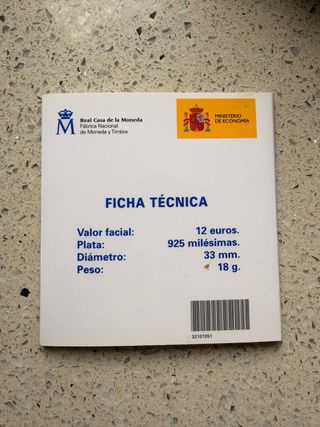 Real Casa de la Moneda
Fábrica Nacional
de Moneda y Timbre
MINISTERIO
DE ECONOMÍA
FICHA TÉCNICA
Valor facial: 12 euros.
Plata: 925 milésimas.
Diámetro: 33 mm.
Peso: 18 g.
32107051